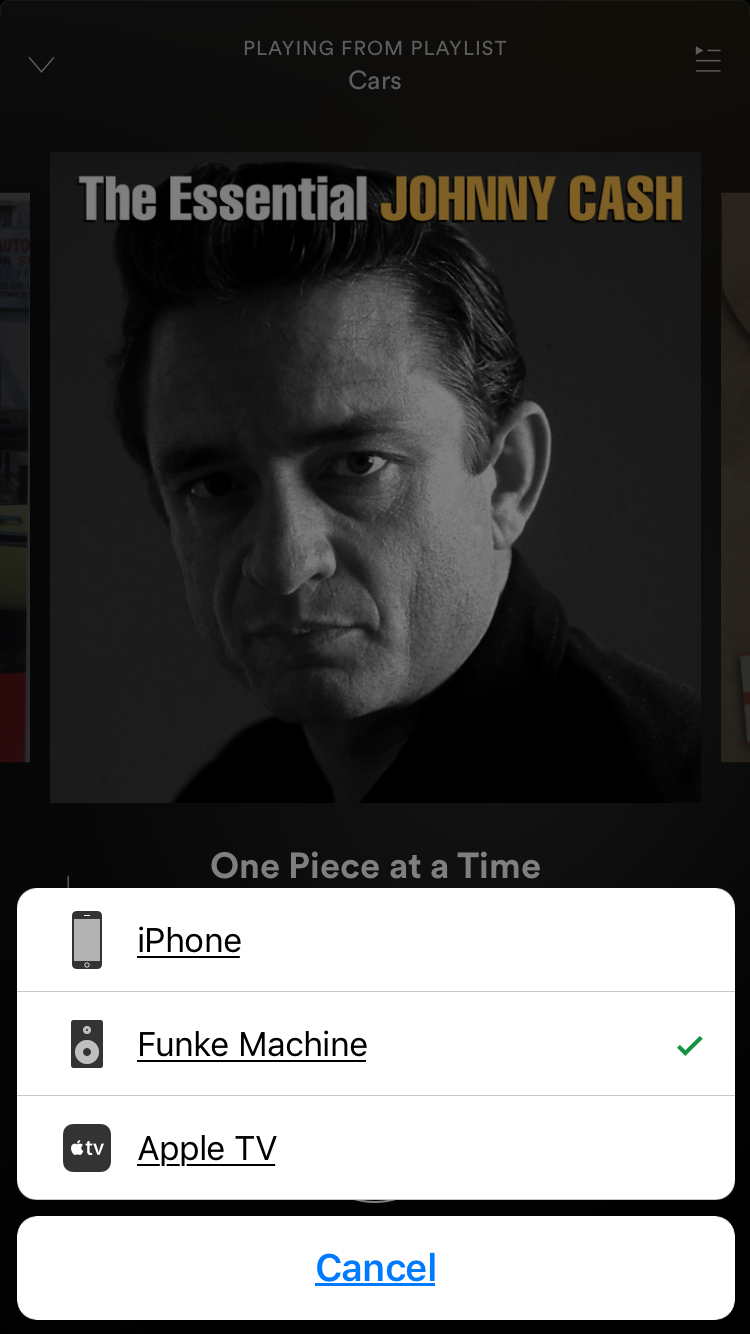 PLAYING FROM PLAYLIST
Cars
The Essential JOHNNY CASH
One Piece at a Time
iPhone
Funke Machine
tv
Apple TV
Cancel